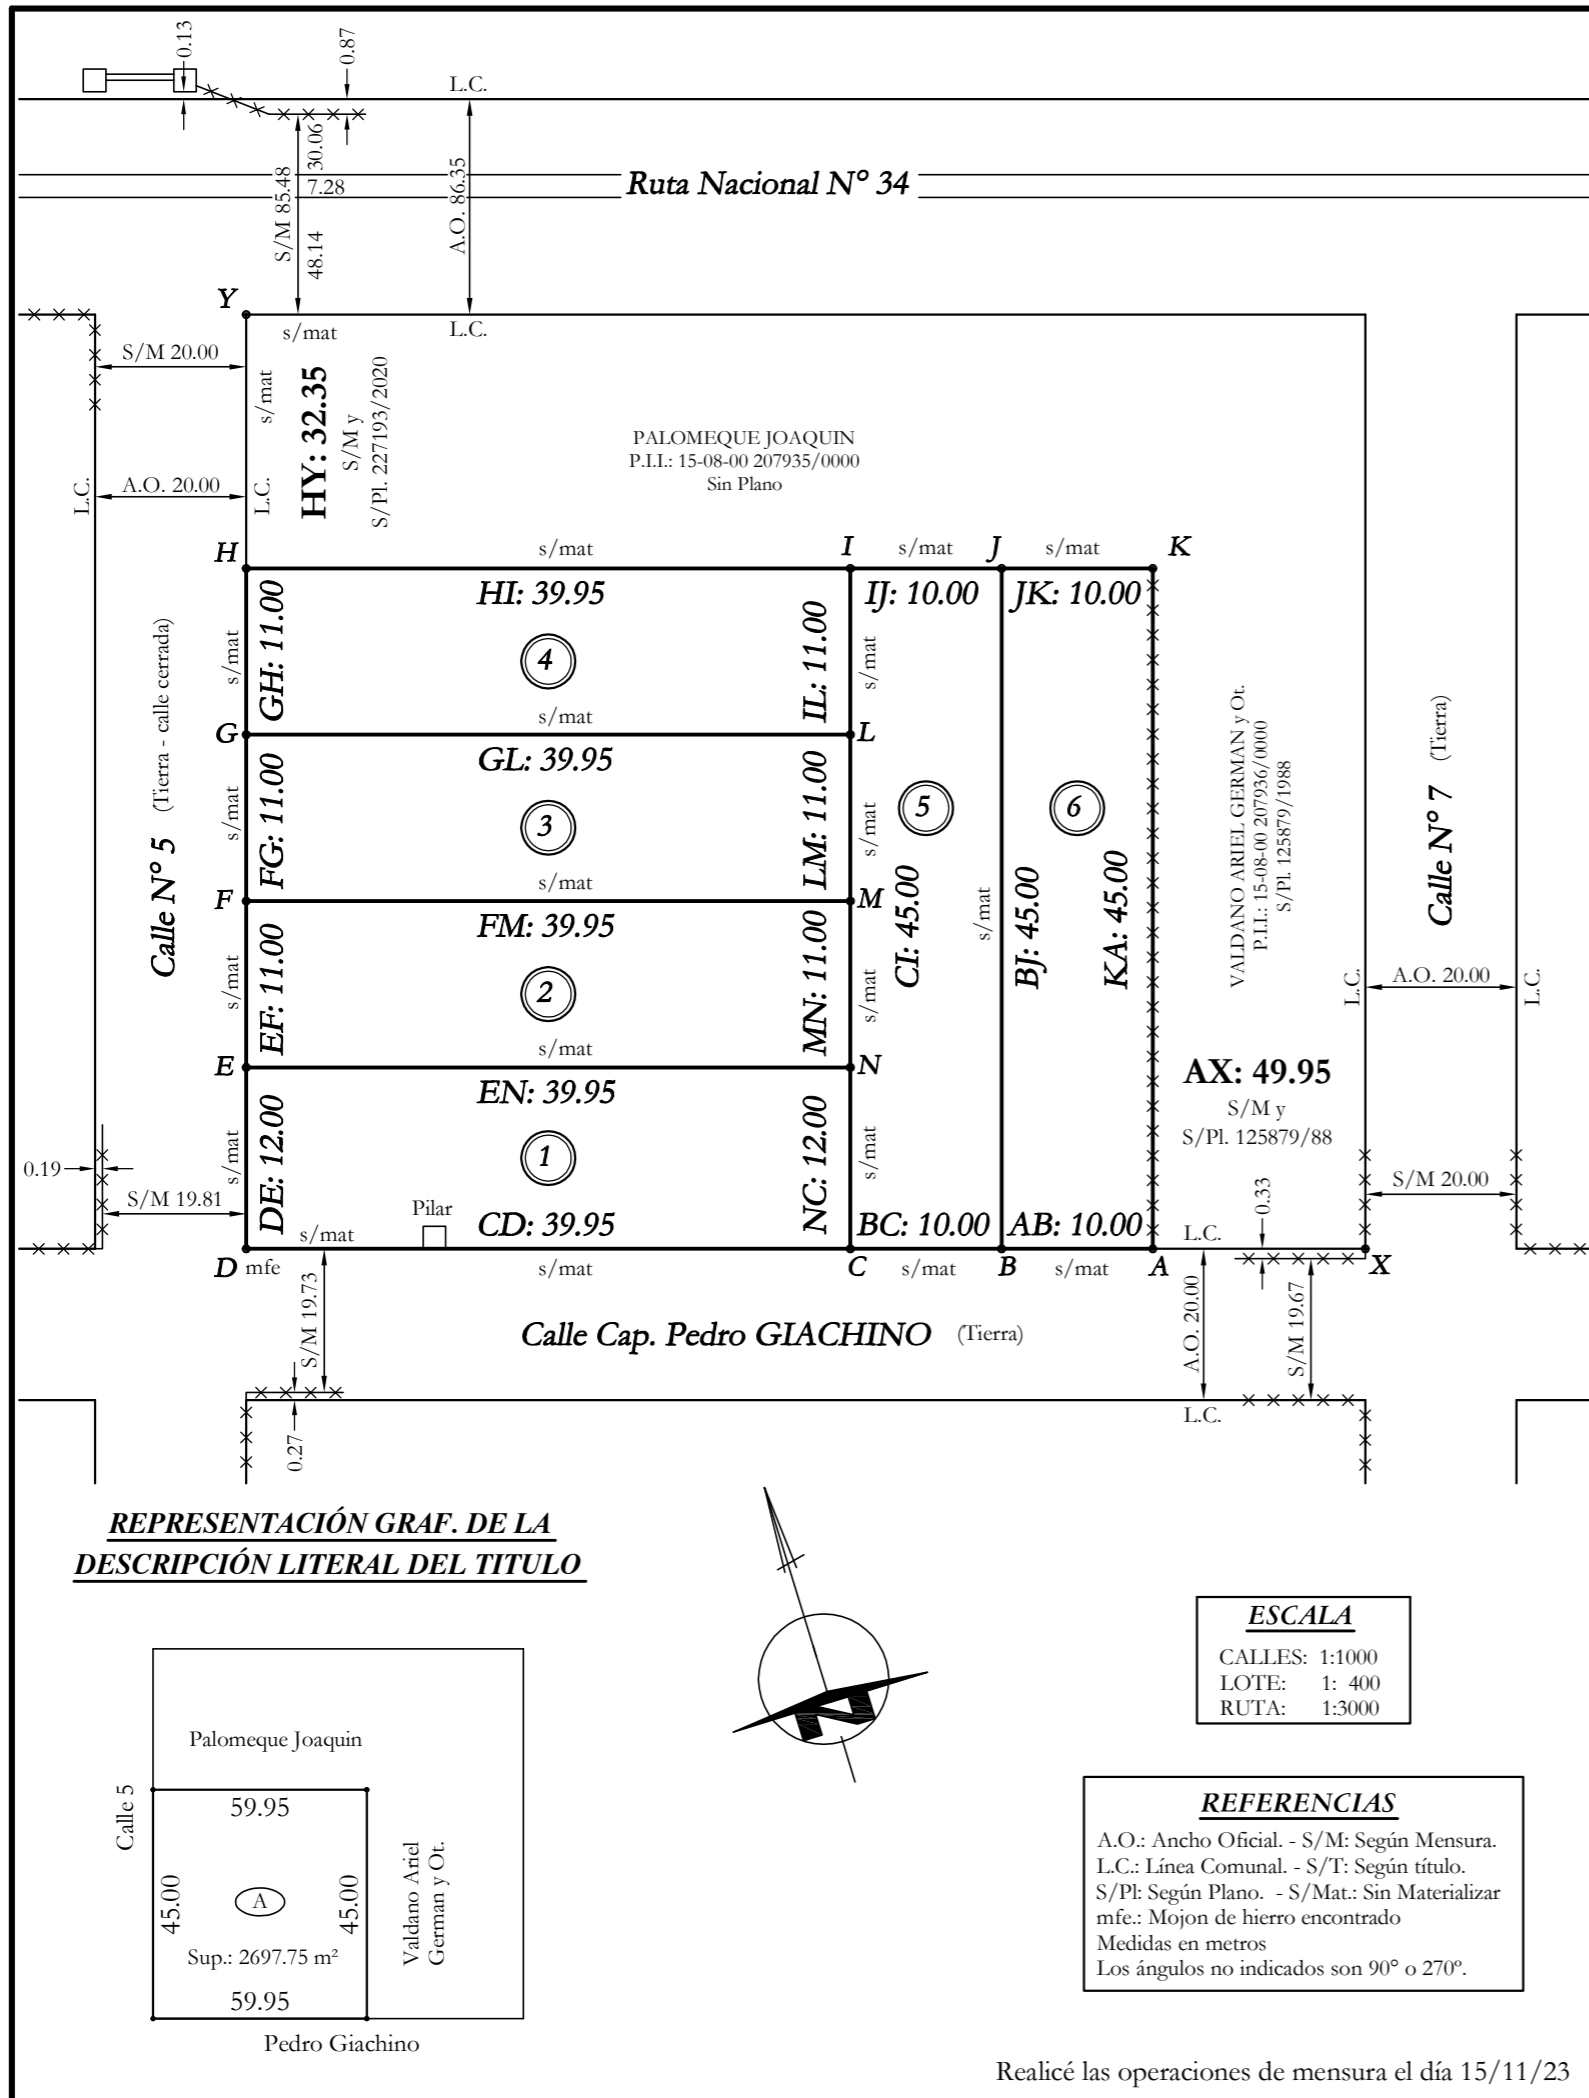 0.13
0.87
L.C.
S/M 85.48
30.06
7.28
48.14
A.O. 86.35
Ruta Nacional N° 34
Y
s/mat
L.C.
S/M 20.00
s/mat
HY: 32.35
S/M y
S/Pl. 227193/2020
PALOMEQUE JOAQUIN
P.I.I.: 15-08-00 207935/0000
Sin Plano
L.C.
A.O. 20.00
L.C.
H
s/mat
I
s/mat
J
s/mat
K
HI: 39.95
IJ: 10.00
JK: 10.00
Calle N° 5 (Tierra - calle cerrada)
s/mat
GH: 11.00
4
IL: 11.00
s/mat
s/mat
G
L
GL: 39.95
s/mat
FG: 11.00
3
LM: 11.00
s/mat
s/mat
F
M
FM: 39.95
s/mat
EF: 11.00
2
MN: 11.00
s/mat
s/mat
E
N
EN: 39.95
s/mat
DE: 12.00
1
NC: 12.00
s/mat
5
CI: 45.00
s/mat
6
BJ: 45.00
KA: 45.00
VALDANO ARIEL GERMAN y Ot.
P.I.I.: 15-08-00 207936/0000
S/Pl. 125879/1988
Calle N° 7 (Tierra)
L.C.
A.O. 20.00
L.C.
AX: 49.95
S/M y
S/Pl. 125879/88
0.19
S/M 19.81
S/M 20.00
0.33
Pilar
s/mat
CD: 39.95
BC: 10.00
AB: 10.00
L.C.
D mfe
s/mat
C
s/mat
B
s/mat
A
X
S/M 19.73
Calle Cap. Pedro GIACHINO (Tierra)
A.O. 20.00
S/M 19.67
0.27
L.C.
REPRESENTACIÓN GRAF. DE LA
DESCRIPCIÓN LITERAL DEL TITULO
N
ESCALA
CALLES: 1:1000
LOTE: 1: 400
RUTA: 1:3000
Palomeque Joaquin
Calle 5
59.95
45.00
A
45.00
Valdano Ariel
German y Ot.
Sup.: 2697.75 m²
59.95
Pedro Giachino
REFERENCIAS
A.O.: Ancho Oficial. - S/M: Según Mensura.
L.C.: Línea Comunal. - S/T: Según título.
S/Pl: Según Plano. - S/Mat.: Sin Materializar
mfe.: Mojon de hierro encontrado
Medidas en metros
Los ángulos no indicados son 90° o 270º.
Realicé las operaciones de mensura el día 15/11/23